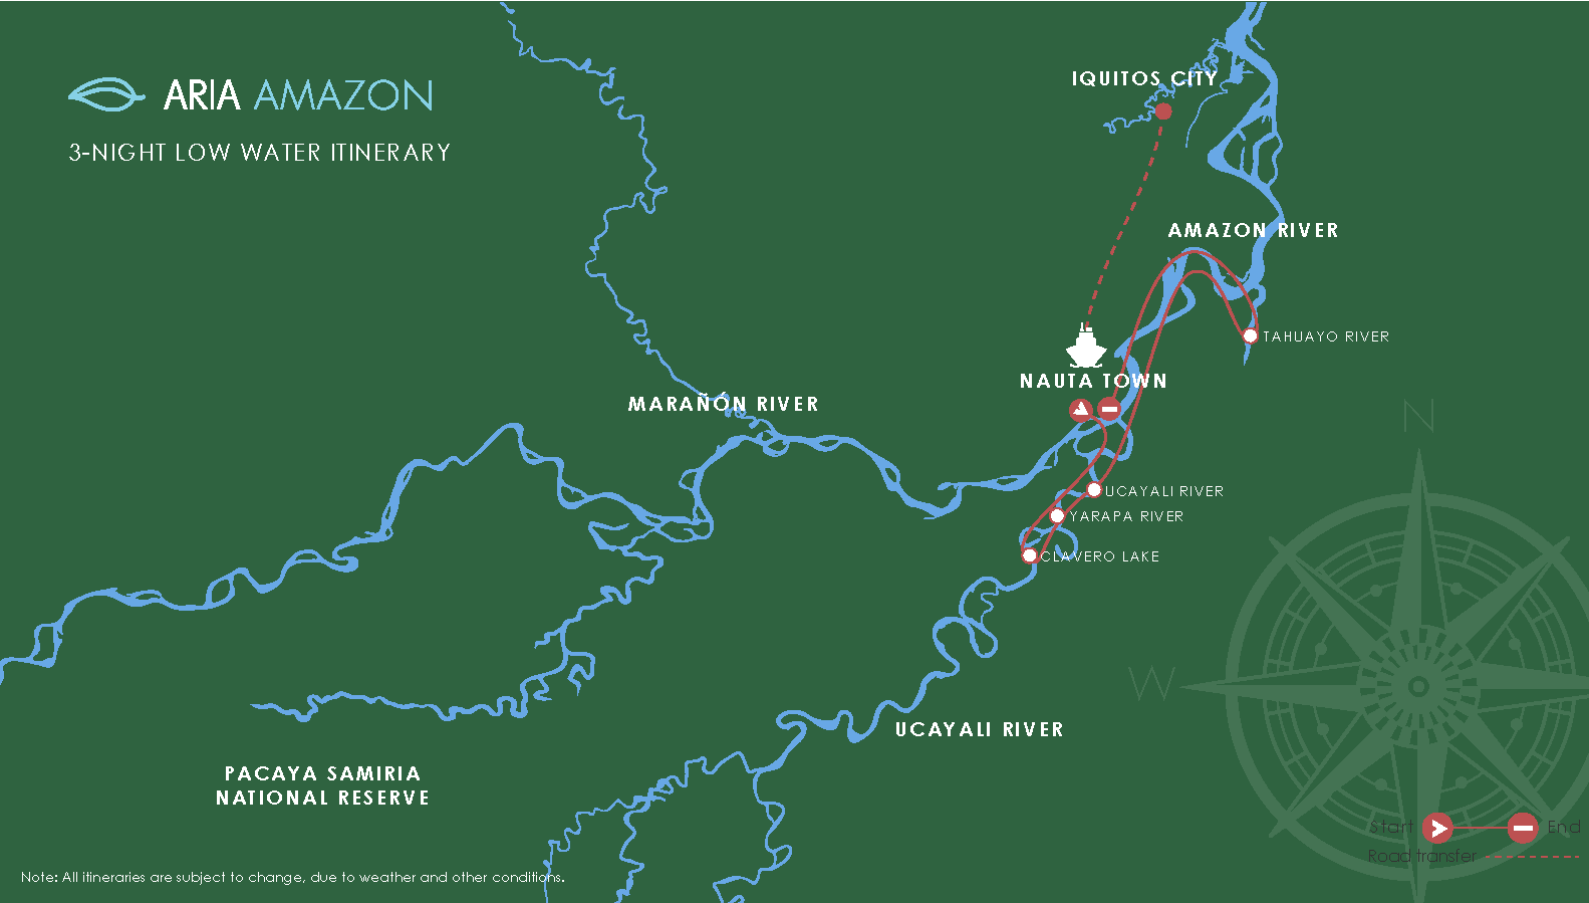 ARIA AMAZON
3-NIGHT LOW WATER ITINERARY
IQUITOS CITY
AMAZON RIVER
TAHUAYO RIVER
NAUTA TOWN
MARAÑÓN RIVER
N
UCAYALI RIVER
YARAPA RIVER
CLAVERO LAKE
W
UCAYALI RIVER
PACAYA SAMIRIA
NATIONAL RESERVE
Start
End
Road transfer
Note: All itineraries are subject to change, due to weather and other conditions.